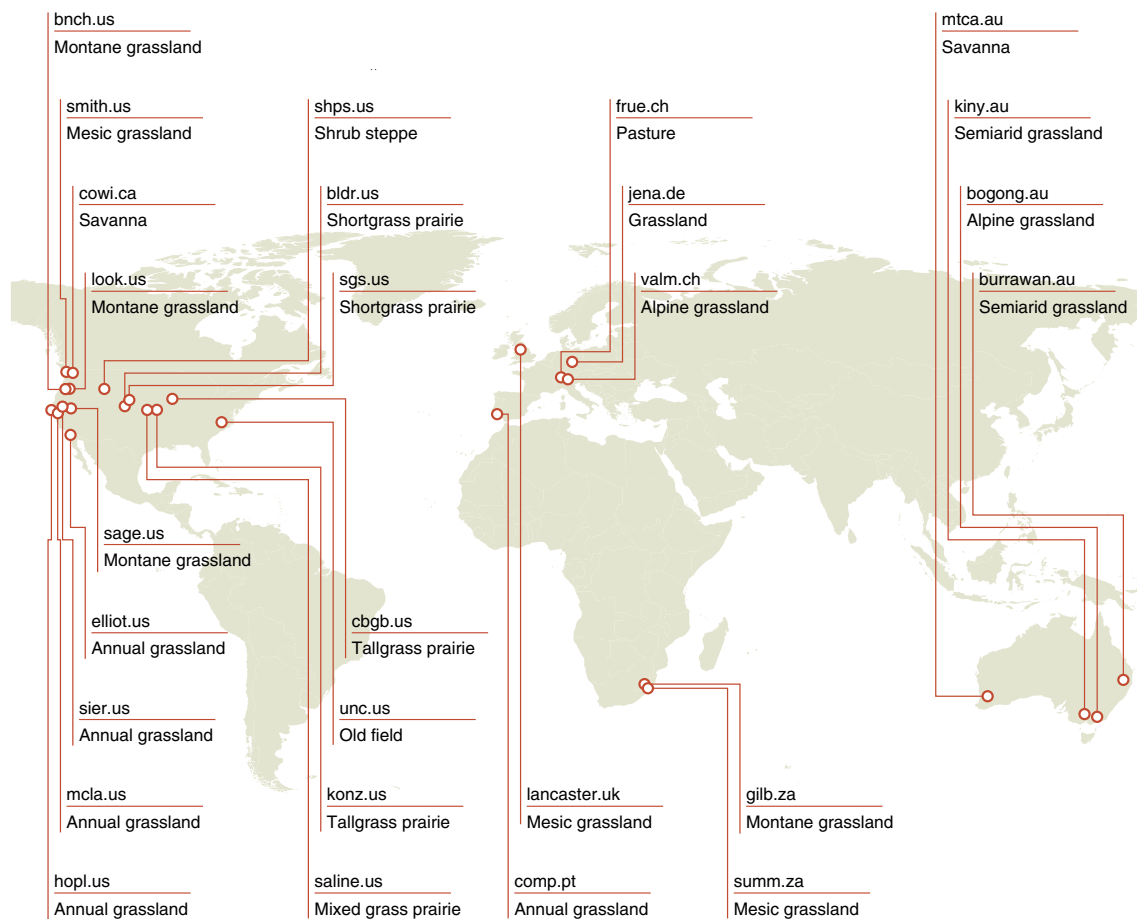 bnch.us
Montane grassland
mtca.au
Savanna
smith.us
Mesic grassland
shps.us
Shrub steppe
frue.ch
Pasture
kiny.au
Semiarid grassland
cowi.ca
Savanna
bldr.us
Shortgrass prairie
jena.de
Grassland
bogong.au
Alpine grassland
look.us
Montane grassland
sgs.us
Shortgrass prairie
valm.ch
Alpine grassland
burrawan.au
Semiarid grassland
sage.us
Montane grassland
elliot.us
Annual grassland
cbgb.us
Tallgrass prairie
sier.us
Annual grassland
unc.us
Old field
mcla.us
Annual grassland
konz.us
Tallgrass prairie
lancaster.uk
Mesic grassland
gilb.za
Montane grassland
hopl.us
Annual grassland
saline.us
Mixed grass prairie
comp.pt
Annual grassland
summ.za
Mesic grassland